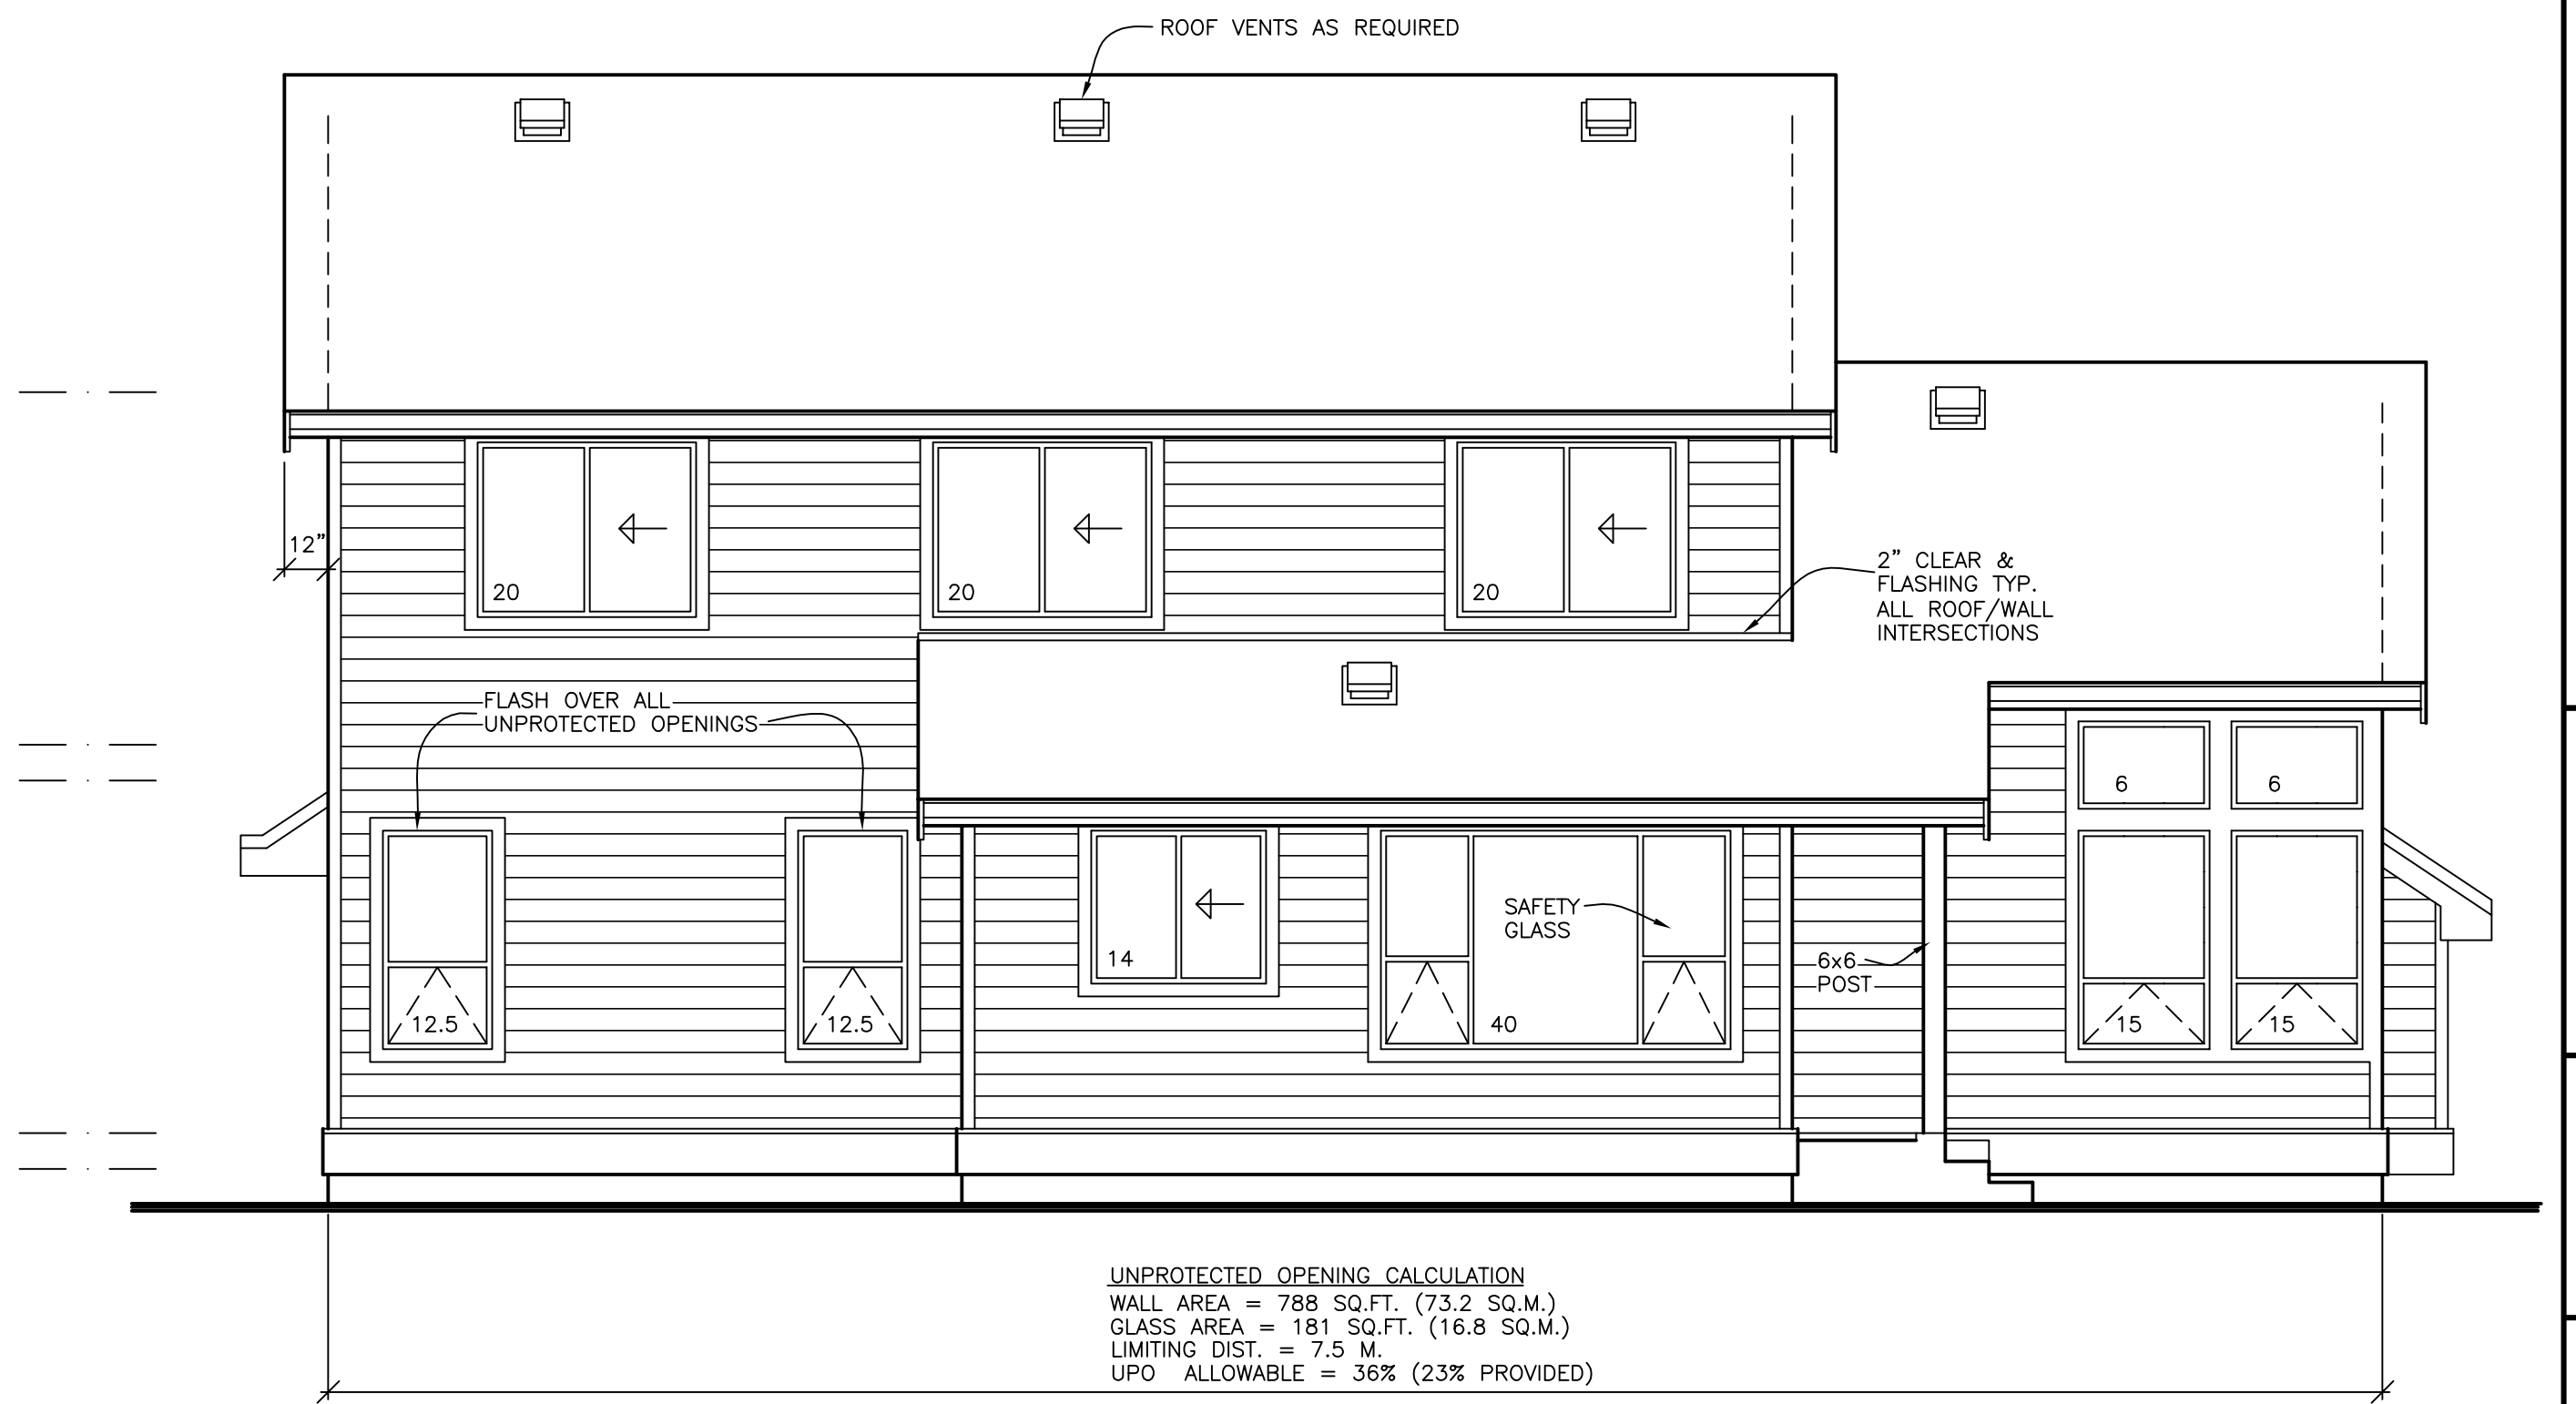 ROOF VENTS AS REQUIRED
12"
20
20
20
2" CLEAR &
FLASHING TYP.
ALL ROOF/WALL
INTERSECTIONS
FLASH OVER ALL
UNPROTECTED OPENINGS
6
6
SAFETY
GLASS
14
6x6
POST
12.5
12.5
40
15
15
UNPROTECTED OPENING CALCULATION
WALL AREA = 788 SQ.FT. (73.2 SQ.M.)
GLASS AREA = 181 SQ.FT. (16.8 SQ.M.)
LIMITING DIST. = 7.5 M.
UPO ALLOWABLE = 36% (23% PROVIDED)